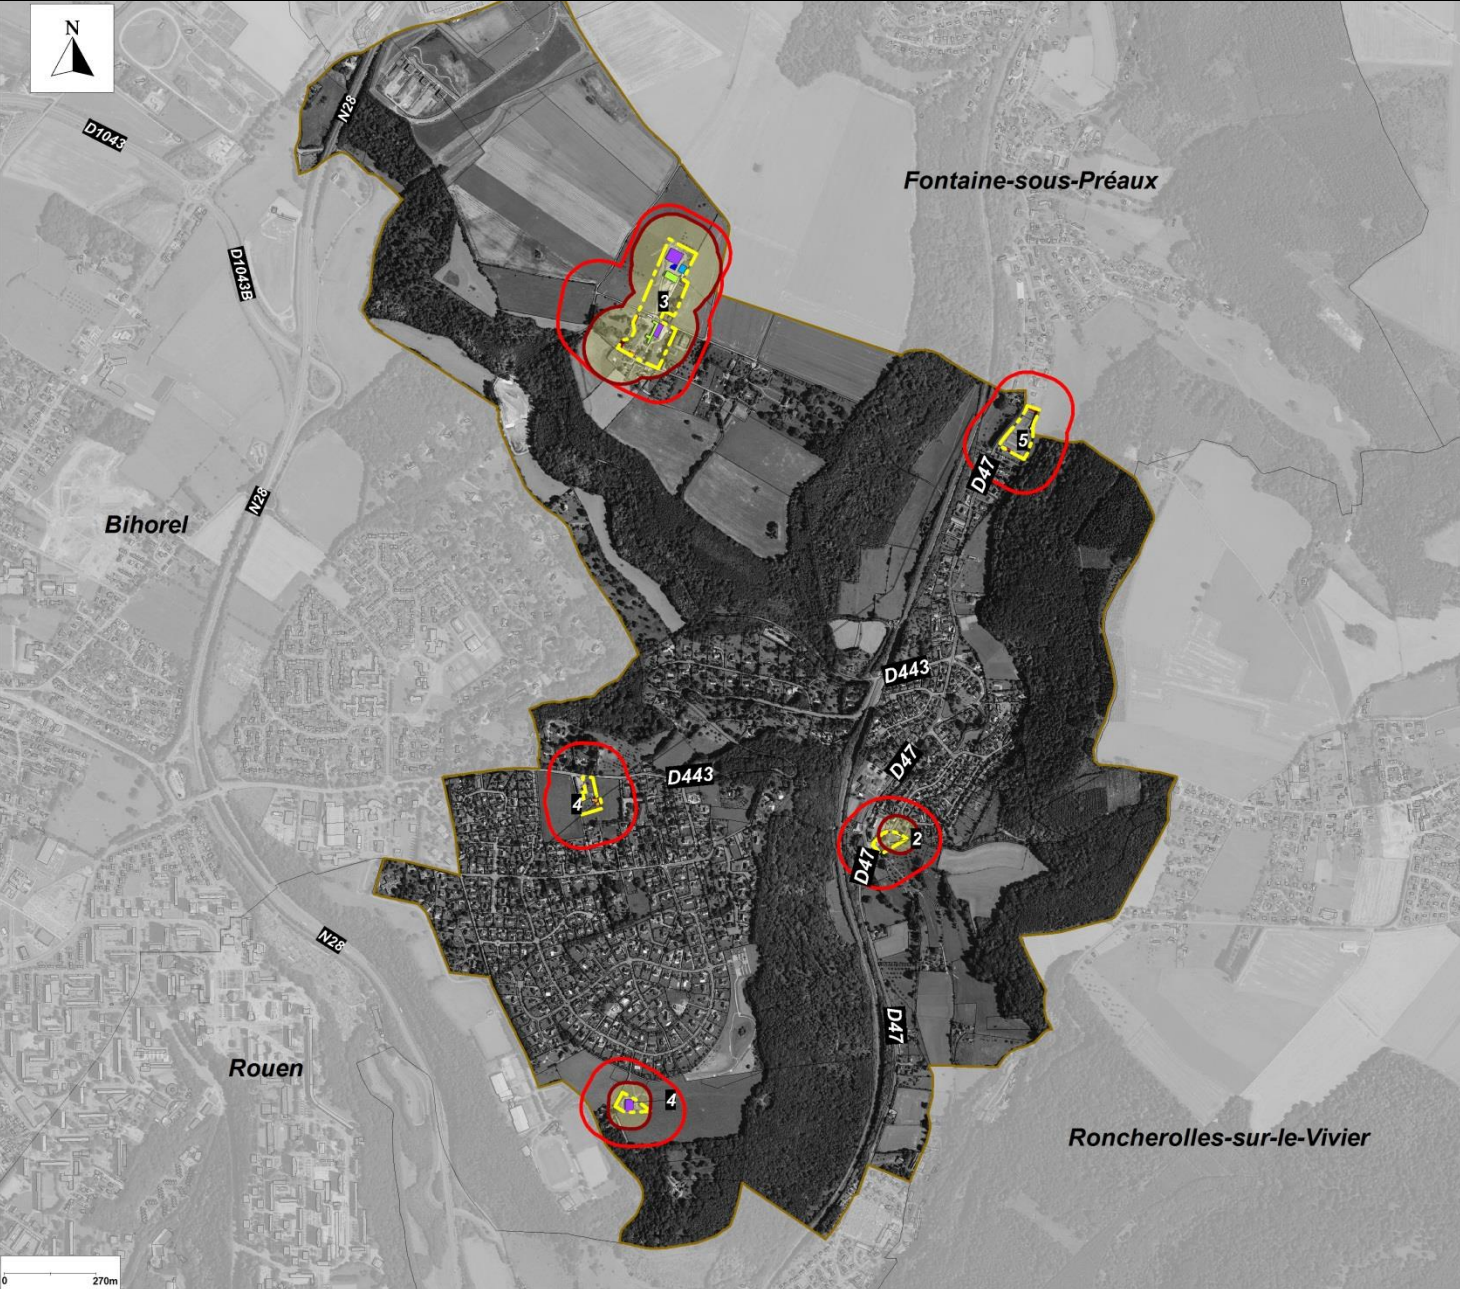 N
N28
D1043
Fontaine-sous-Préaux
D1043B
3
5
D47
N28
Bihorel
D443
D47
D443
4
2
D47
N28
D47
Rouen
4
Roncherolles-sur-le-Vivier
0 270m